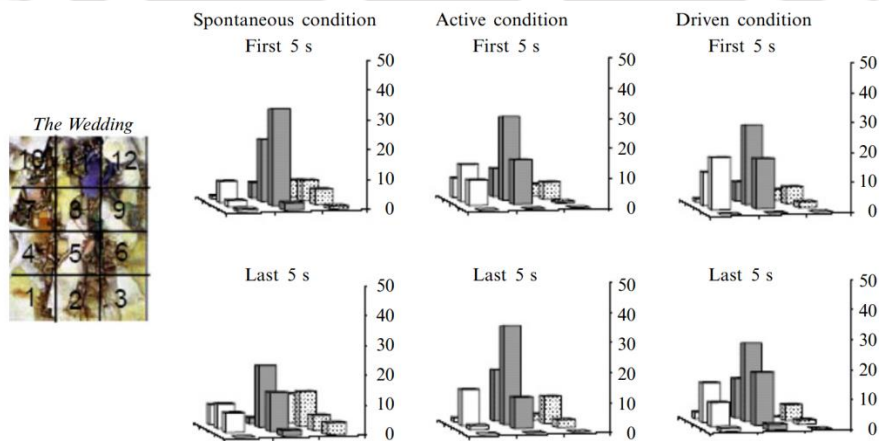 Spontaneous condition Active condition Driven condition
First 5 s First 5 s First 5 s
50 50 50
40 40 40
30 30 30
20 20 20
10 10 10
0 0 0
The Wedding
10 11 12
8 9
4 5 6
1 2 3
Last 5 s Last 5 s Last 5 s
50 50 50
40 40 40
30 30 30
20 20 20
10 10 10
0 0 0